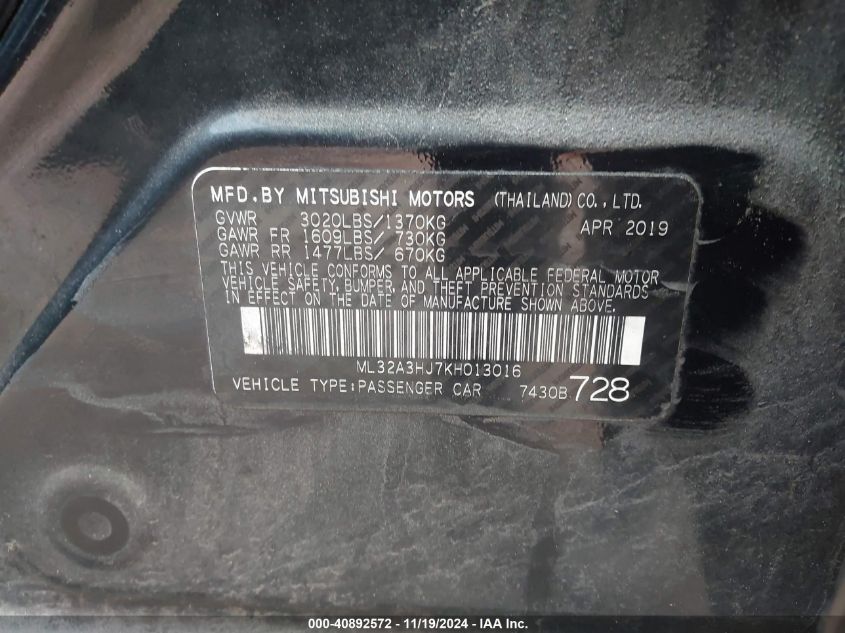 MFD.BY MITSUBISHI MOTORS (THAILAND) CO.,LTD.
GVWR 3020LBS/1370KG APR 2019
GAWR FR 1609LBS/ 730KG
GAWR RR 1477LBS/ 670KG
THIS VEHICLE CONFORMS TO ALL APPLICABLE FEDERAL MOTOR
VEHICLE SAFETY, BUMPER, AND THEFT PREVENTION STANDARDS
IN EFFECT ON THE DATE OF MANUFACTURE SHOWN ABOVE.
ML32A3HJ7KH013016
VEHICLE TYPE:PASSENGER CAR 7430B 728
000-40892572 - 11/19/2024 - IAA Inc.